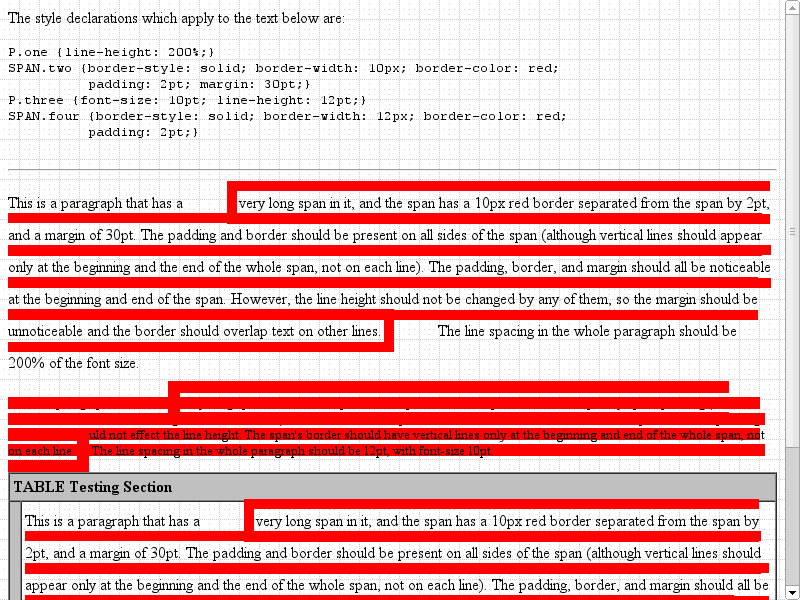 The style declarations which apply to the text below are:
P.one {line-height: 200%;}
SPAN.two {border-style: solid; border-width: 10px; border-color: red;
padding: 2pt; margin: 30pt;}
P.three {font-size: 10pt; line-height: 12pt;}
SPAN.four {border-style: solid; border-width: 12px; border-color: red;
padding: 2pt;}
This is a paragraph that has a very long span in it, and the span has a 10px red border separated from the span by 2pt,
and a margin of 30pt. The padding and border should be present on all sides of the span (although vertical lines should appear
only at the beginning and the end of the whole span, not on each line). The padding, border, and margin should all be noticeable
at the beginning and end of the span. However, the line height should not be changed by any of them, so the margin should be
unnoticeable and the border should overlap text on other lines. The line spacing in the whole paragraph should be
200% of the font size.
uld not effect the line height. The span's border should have vertical lines only at the beginning and end of the whole span, not
on each line. The line spacing in the whole paragraph should be 12pt, with font-size 10pt.
TABLE Testing Section
This is a paragraph that has a very long span in it, and the span has a 10px red border separated from the span by
2pt, and a margin of 30pt. The padding and border should be present on all sides of the span (although vertical lines should
appear only at the beginning and the end of the whole span, not on each line). The padding, border, and margin should all be